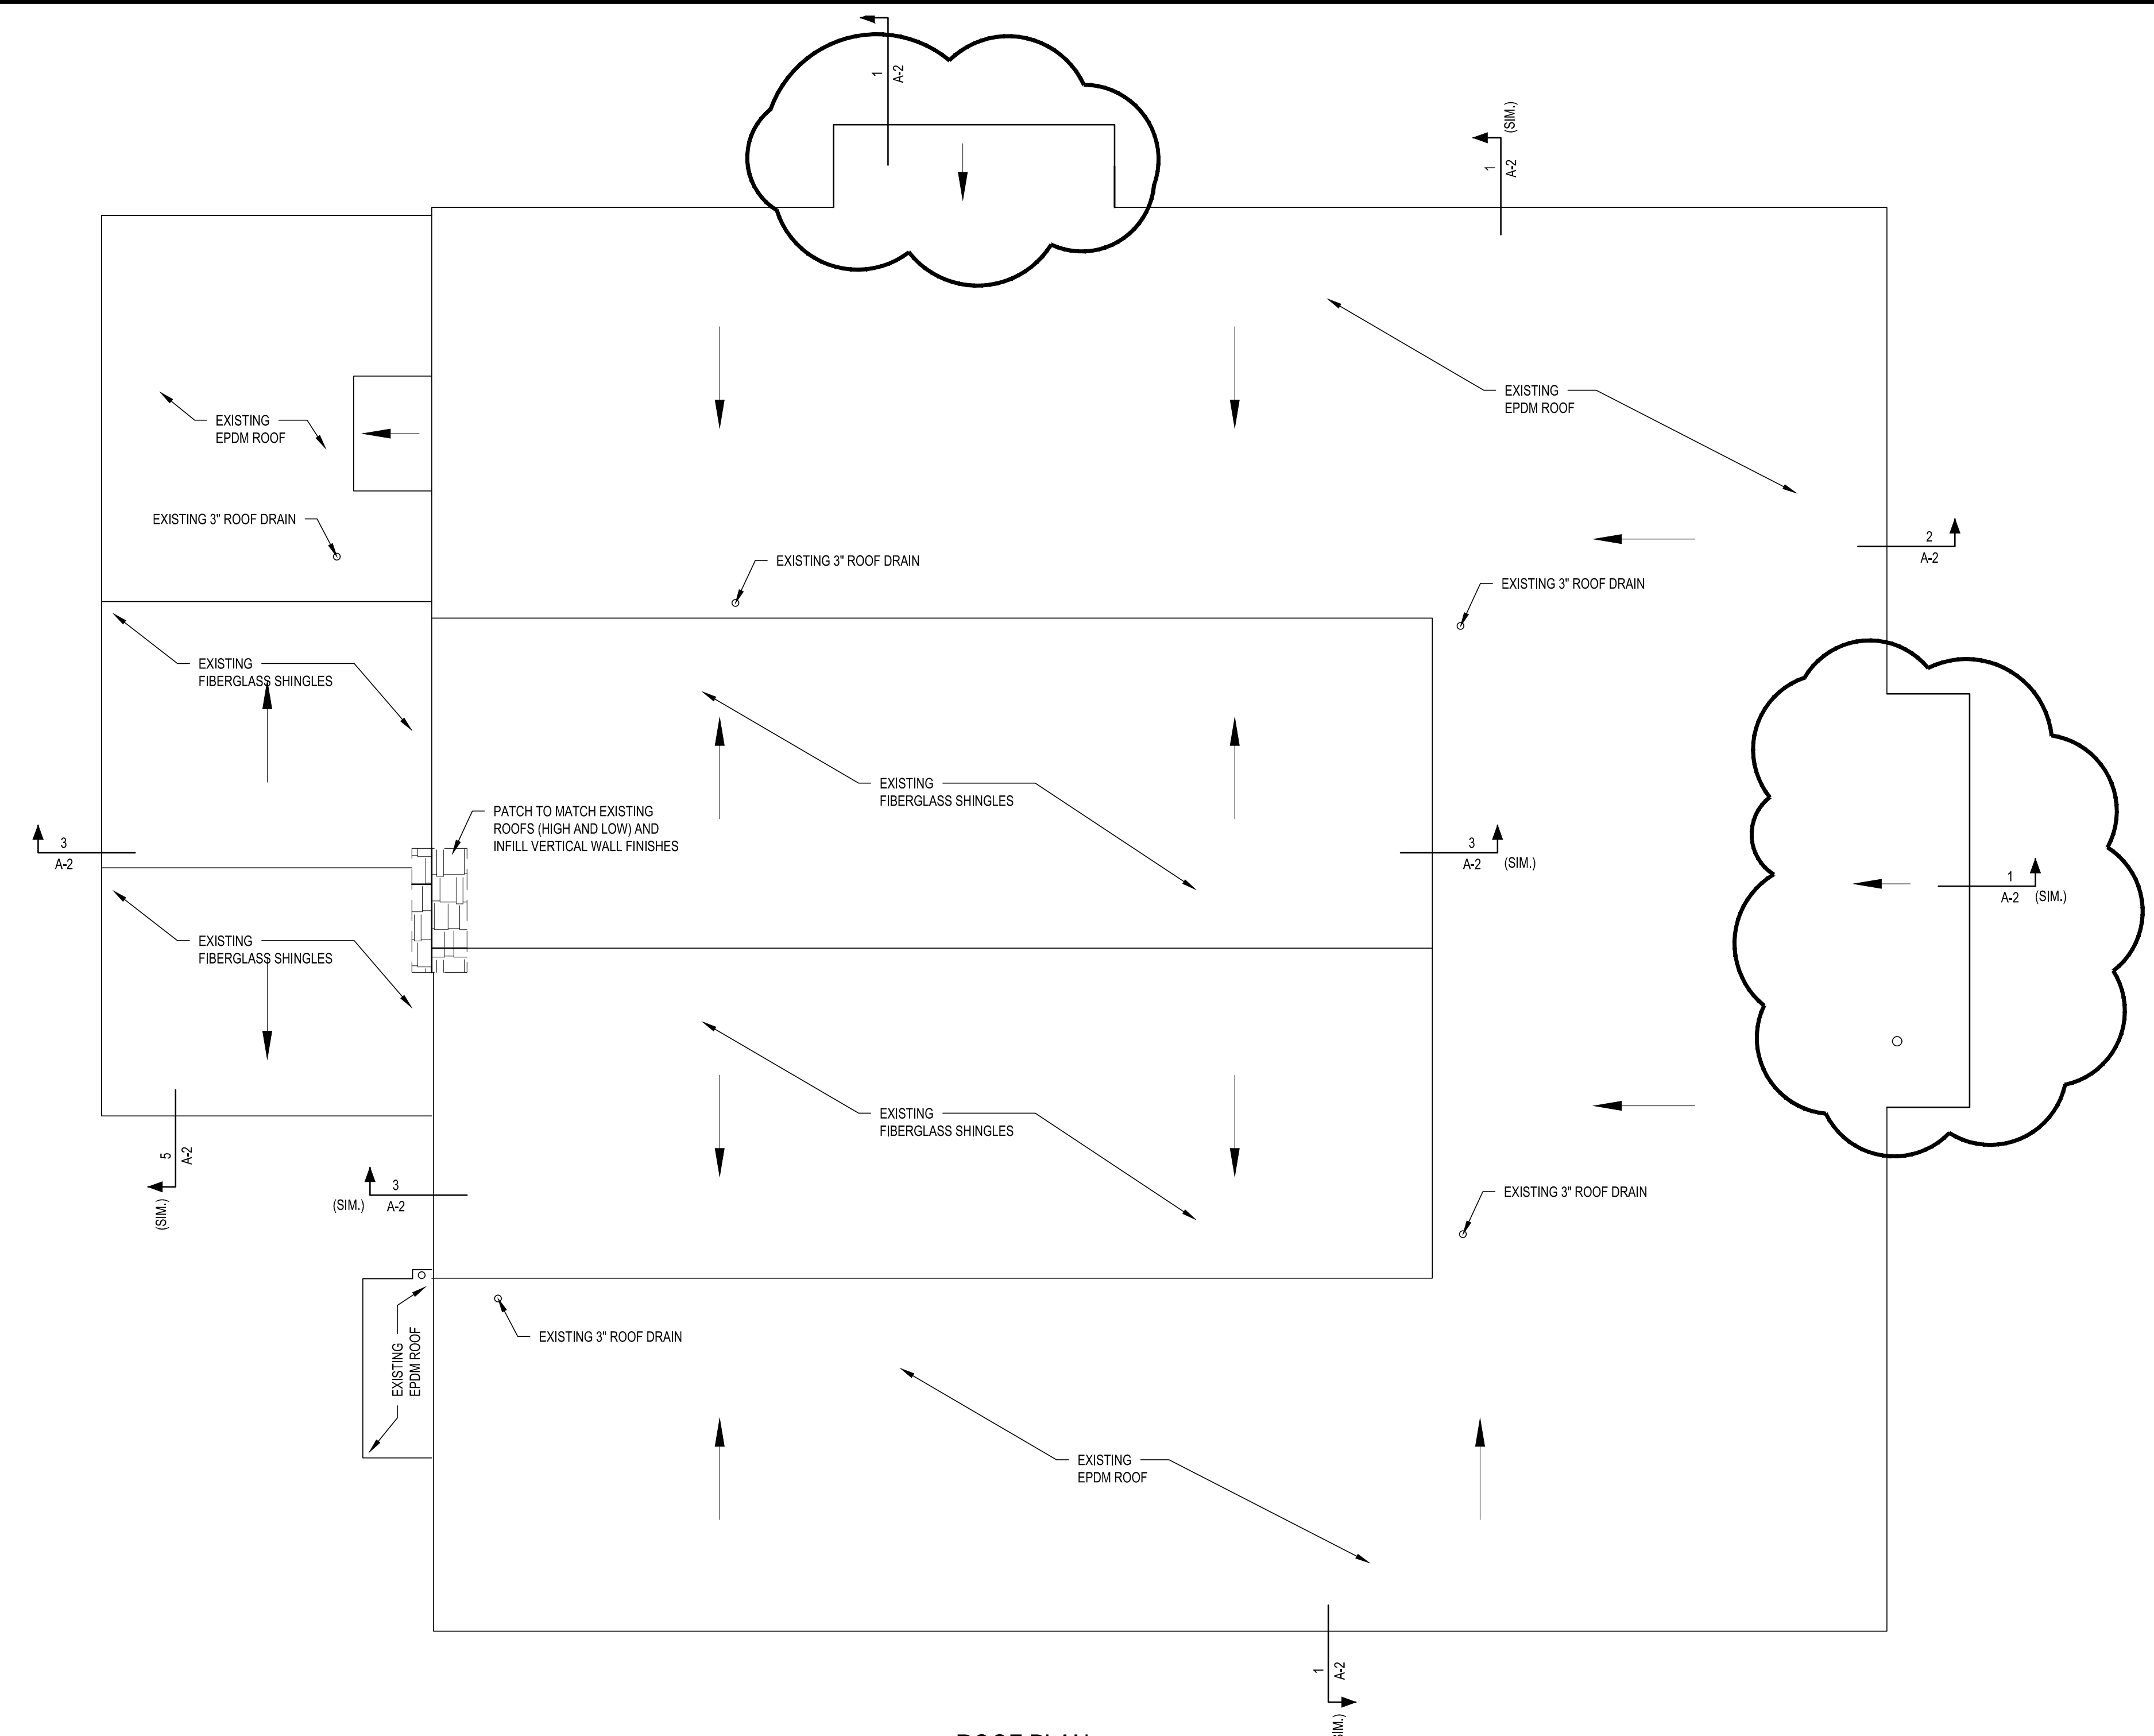 1
A-2
(SIM.)
1
A-2
EXISTING
EPDM ROOF
EXISTING
EPDM ROOF
EXISTING 3" ROOF DRAIN
2
A-2
EXISTING 3" ROOF DRAIN
EXISTING 3" ROOF DRAIN
EXISTING
FIBERGLASS SHINGLES
EXISTING
FIBERGLASS SHINGLES
PATCH TO MATCH EXISTING
ROOFS (HIGH AND LOW) AND
INFILL VERTICAL WALL FINISHES
3
A-2
3
A-2 (SIM.)
1
A-2 (SIM.)
EXISTING
FIBERGLASS SHINGLES
EXISTING
FIBERGLASS SHINGLES
5
A-2
(SIM.)
3
(SIM.) A-2
EXISTING 3" ROOF DRAIN
EXISTING
EPDM ROOF
EXISTING 3" ROOF DRAIN
EXISTING
EPDM ROOF
1
A-2
(SIM.)
ROOF PLAN